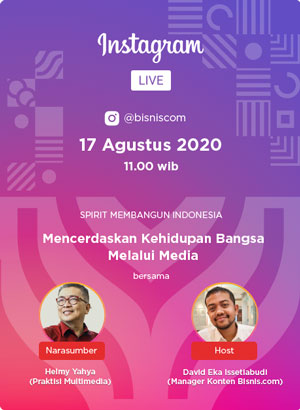 Instagram
LIVE
@bisniscom
17 Agustus 2020
11.00 wib
SPIRIT MEMBANGUN INDONESIA
Mencerdaskan Kehidupan Bangsa
Melalui Media
bersama
Narasumber
Helmy Yahya
(Praktisi Multimedia)
Host
David Eka Issetiabudi
(Manager Konten Bisnis.com)